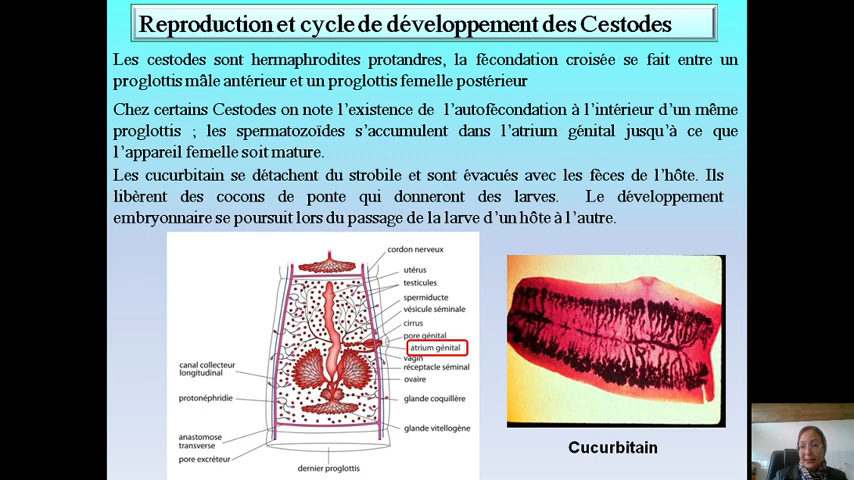 Reproduction et cycle de développement des Cestodes
Les cestodes sont hermaphrodites protandres, la fécondation croisée se fait entre un
proglottis mâle antérieur et un proglottis femelle postérieur
Chez certains Cestodes on note l'existence de l'autofécondation à l'intérieur d'un même
proglottis ; les spermatozoïdes s'accumulent dans l'atrium génital jusqu'à ce que
l'appareil femelle soit mature.
Les cucurbitain se détachent du strobile et sont évacués avec les fèces de l'hôte. Ils
libèrent des cocons de ponte qui donneront des larves. Le développement
embryonnaire se poursuit lors du passage de la larve d'un hôte à l'autre.
cordon nerveux
utérus
testicules
spermiducte
vésicule séminale
cirrus
pore génital
atrium génital
vagin
réceptacle séminal
ovaire
glande coquillère
glande vitellogène
canal collecteur
longitudinal
protonéphridie
anastomose
transverse
pore excréteur
dernier proglottis
Cucurbitain